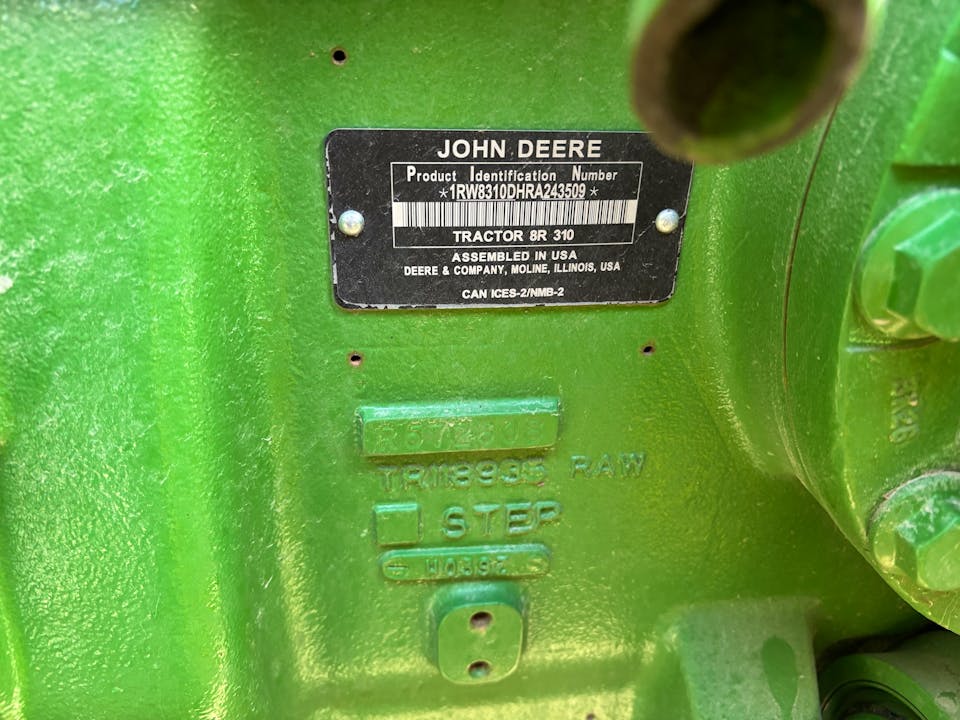 JOHN DEERE
Product Identification Number
*1RW8310DHRA243509*
TRACTOR 8R 310
ASSEMBLED IN USA
DEERE & COMPANY, MOLINE, ILLINOIS, USA
CAN ICES-2/NMB-2
RAW
STEP